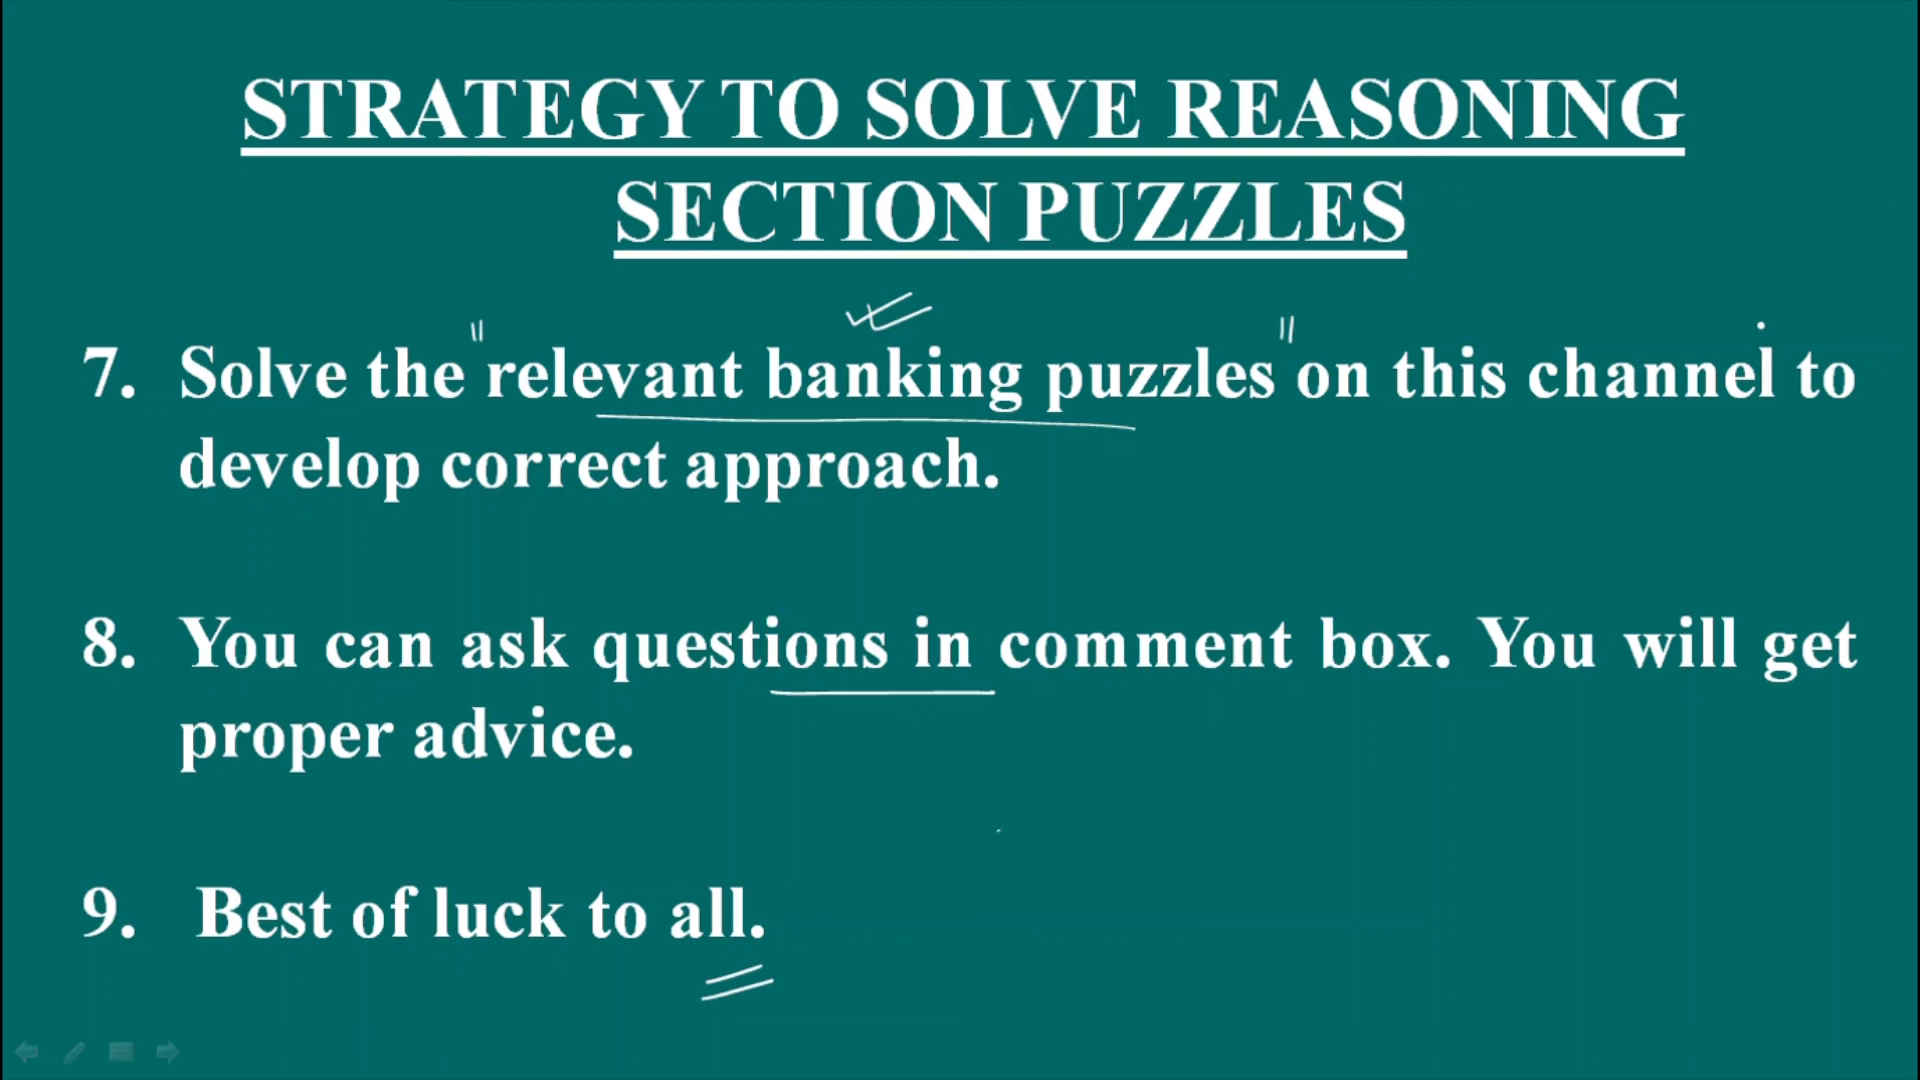 STRATEGY TO SOLVE REASONING
SECTION PUZZLES
7. Solve the "relevant banking puzzles" on this channel to
develop correct approach.
8. You can ask questions in comment box. You will get
proper advice.
9. Best of luck to all.